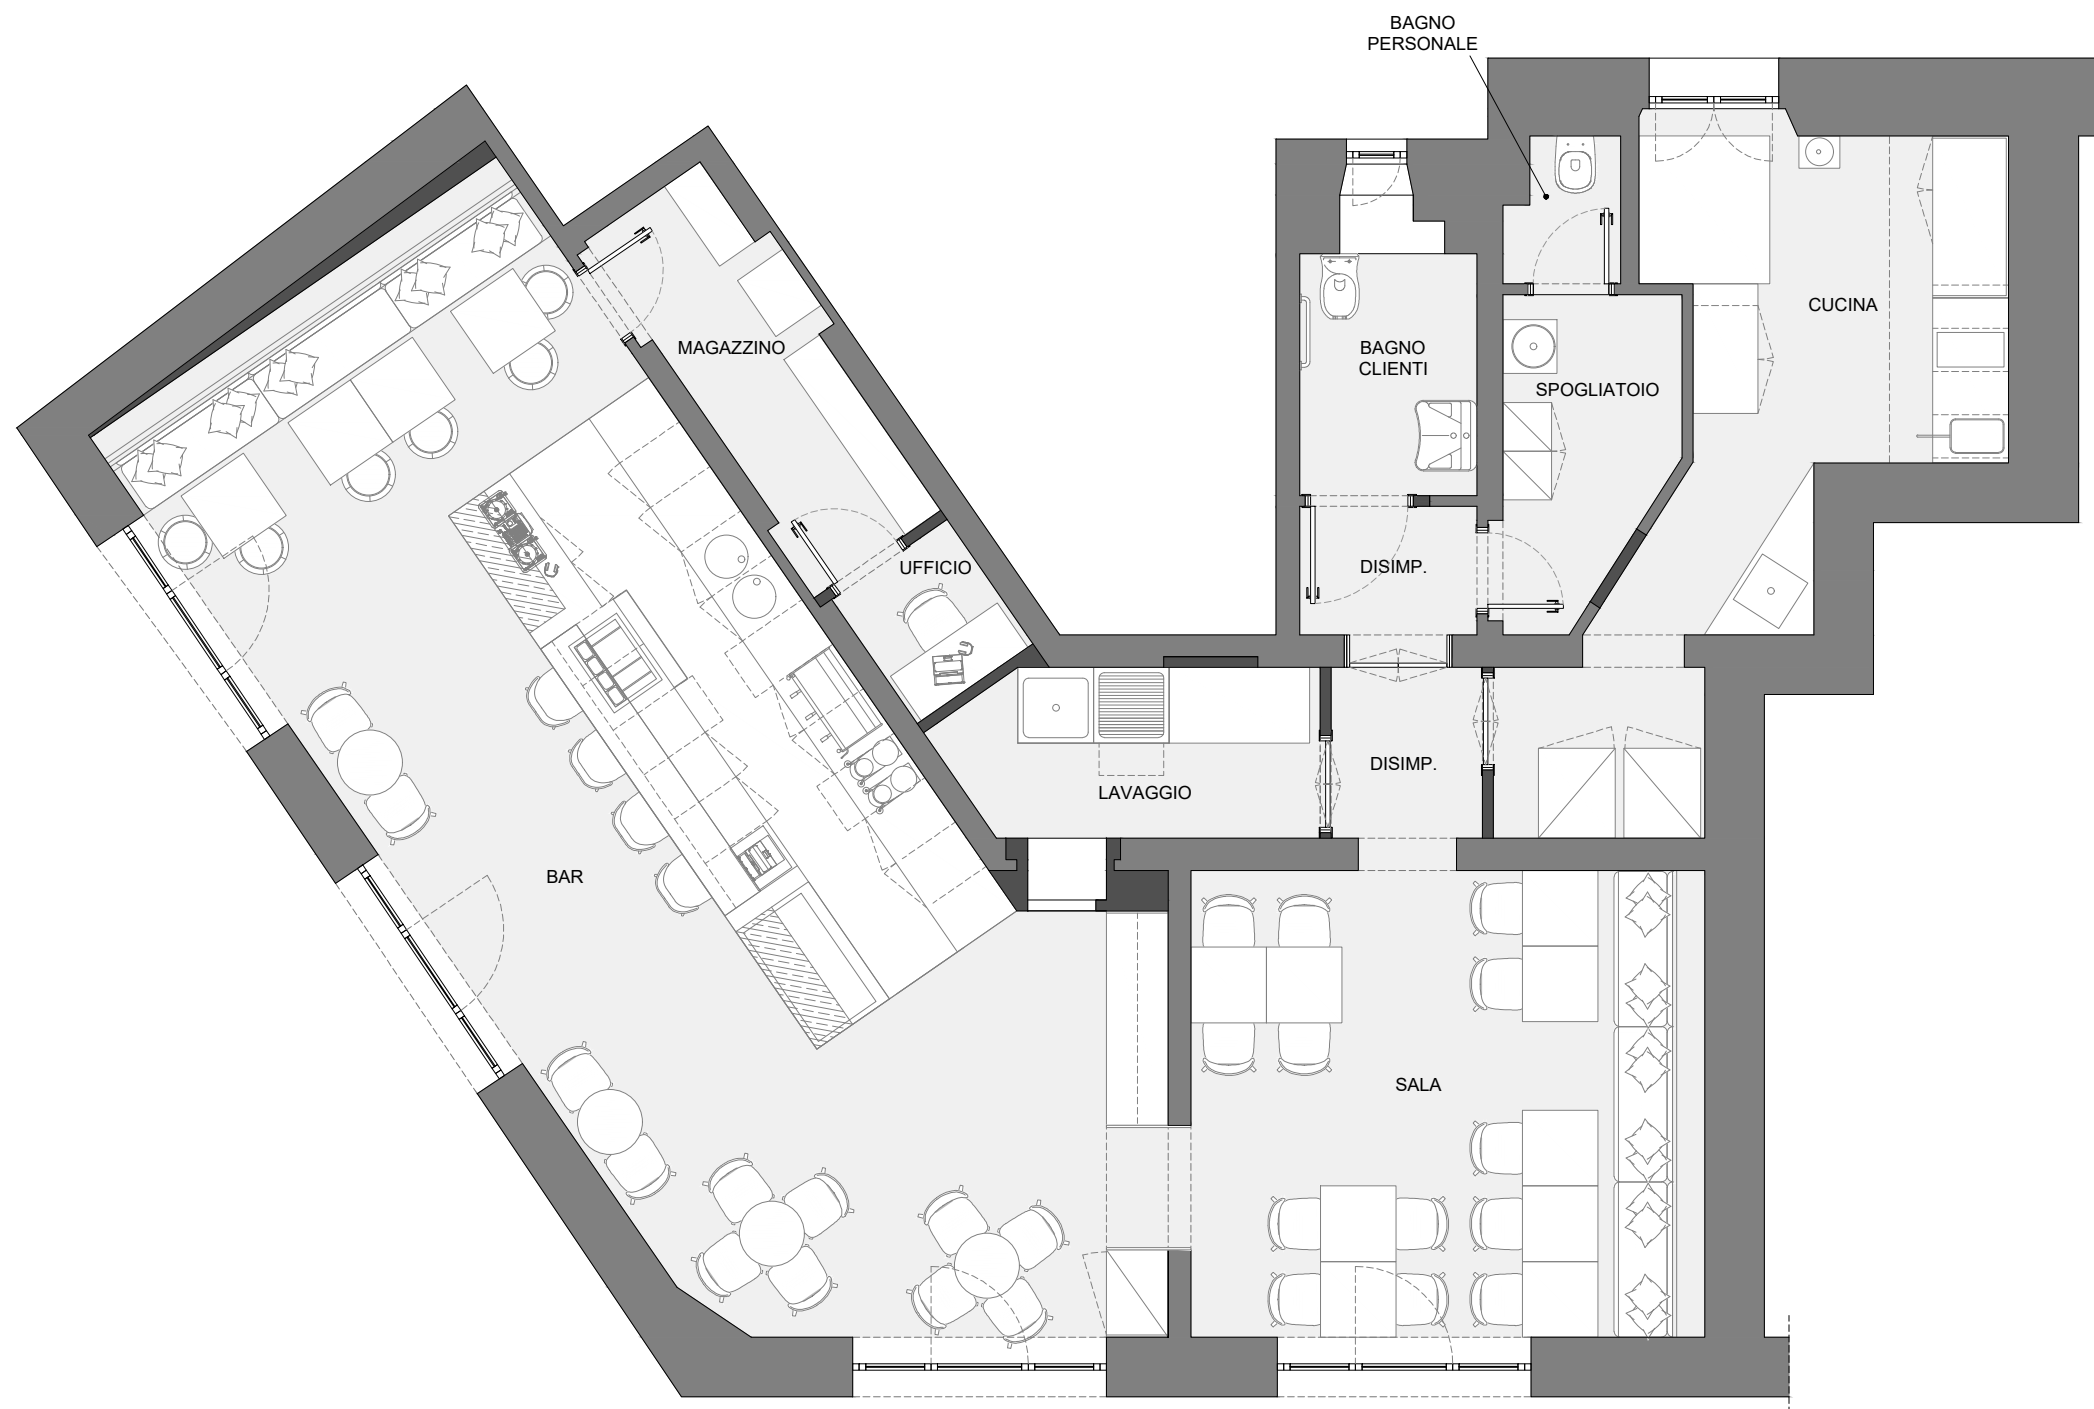 BAGNO
PERSONALE
CUCINA
MAGAZZINO
BAGNO
CLIENTI
SPOGLIATOIO
UFFICIO
DISIMP.
DISIMP.
LAVAGGIO
BAR
SALA